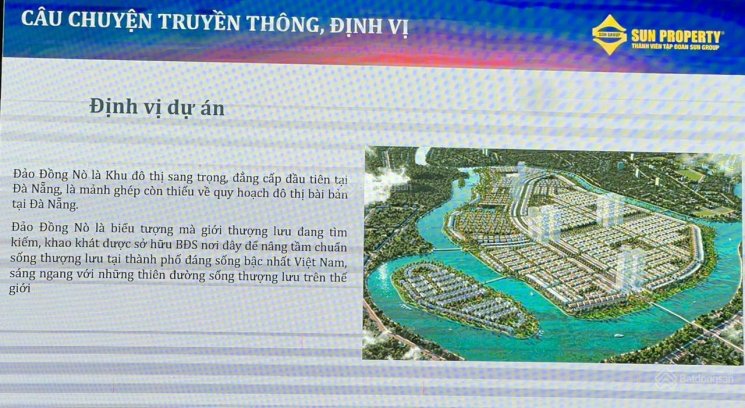 CÂU CHUYỆN TRUYỀN THÔNG, ĐỊNH VỊ
SUN GROUP
SUN PROPERTY
THÀNH VIÊN TẬP ĐOÀN SUN GROUP
Định vị dự án
Đảo Đồng Nò là Khu đô thị sang trọng, đẳng cấp đầu tiên tại
Đà Nẵng, là mảnh ghép còn thiếu về quy hoạch đô thị bài bản
tại Đà Nẵng.
Đảo Đồng Nò là biểu tượng mà giới thượng lưu đang tìm
kiếm, khao khát được sở hữu BĐS nơi đây để nâng tầm chuẩn
sống thượng lưu tại thành phố đáng sống bậc nhất Việt Nam,
sáng ngang với những thiên đường sống thượng lưu trên thế
giới
Batdongsan